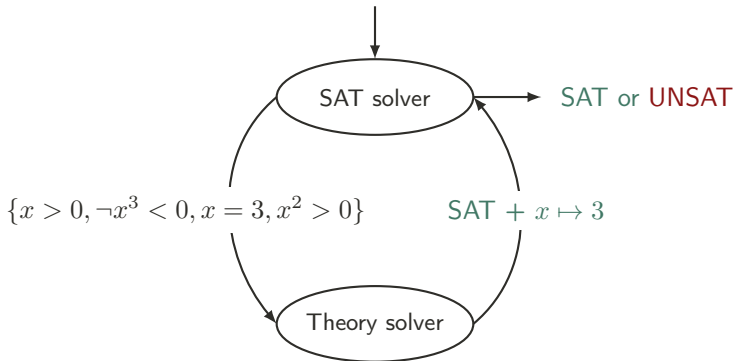 SAT solver
SAT or UNSAT
{x > 0, ¬x³ < 0, x = 3, x² > 0}
SAT + x ↦ 3
Theory solver